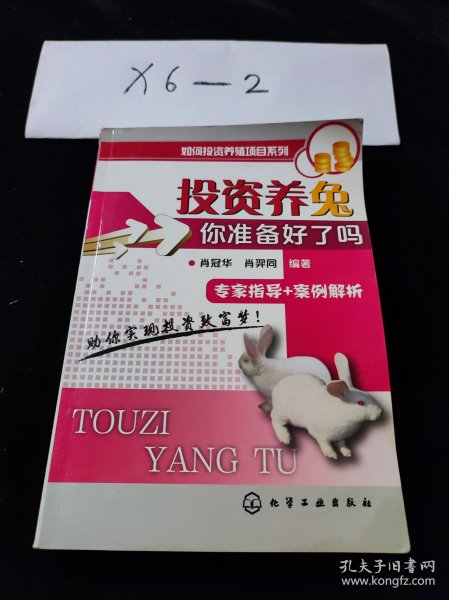 X6-2
如何投资养殖项目系列
投资养兔
你准备好了吗
●肖冠华 肖羿同 编著
专家指导+案例解析
助你实现投资致富梦!
TOUZI
YANG TU
化学工业出版社
孔夫子旧书网
www.kongfz.com